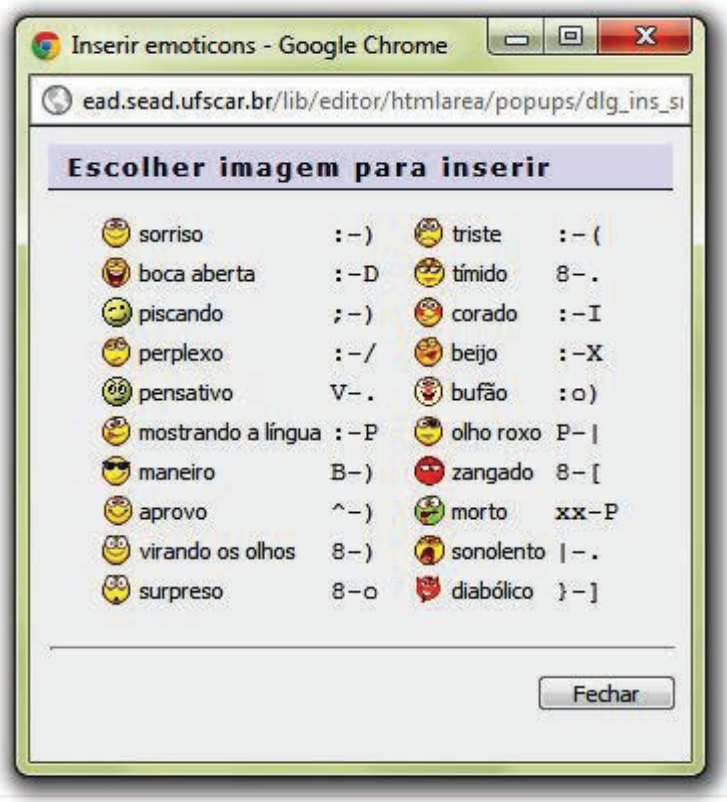 Inserir emoticons - Google Chrome
ead.sead.ufscar.br/lib/editor/htmlarea/popups/dlg_ins_s
Escolher imagem para inserir
sorriso :-) triste :-(
boca aberta :-D tímido 8-.
piscando ;-) corado :-I
perplexo :-/ beijo :-X
pensativo V-. bufão :o)
mostrando a língua :-P olho roxo P-|
maneiro B-) zangado 8-[
aprovo ^-) morto xx-P
virando os olhos 8-) sonolento |-.
surpreso 8-o diabólico }-]
Fechar